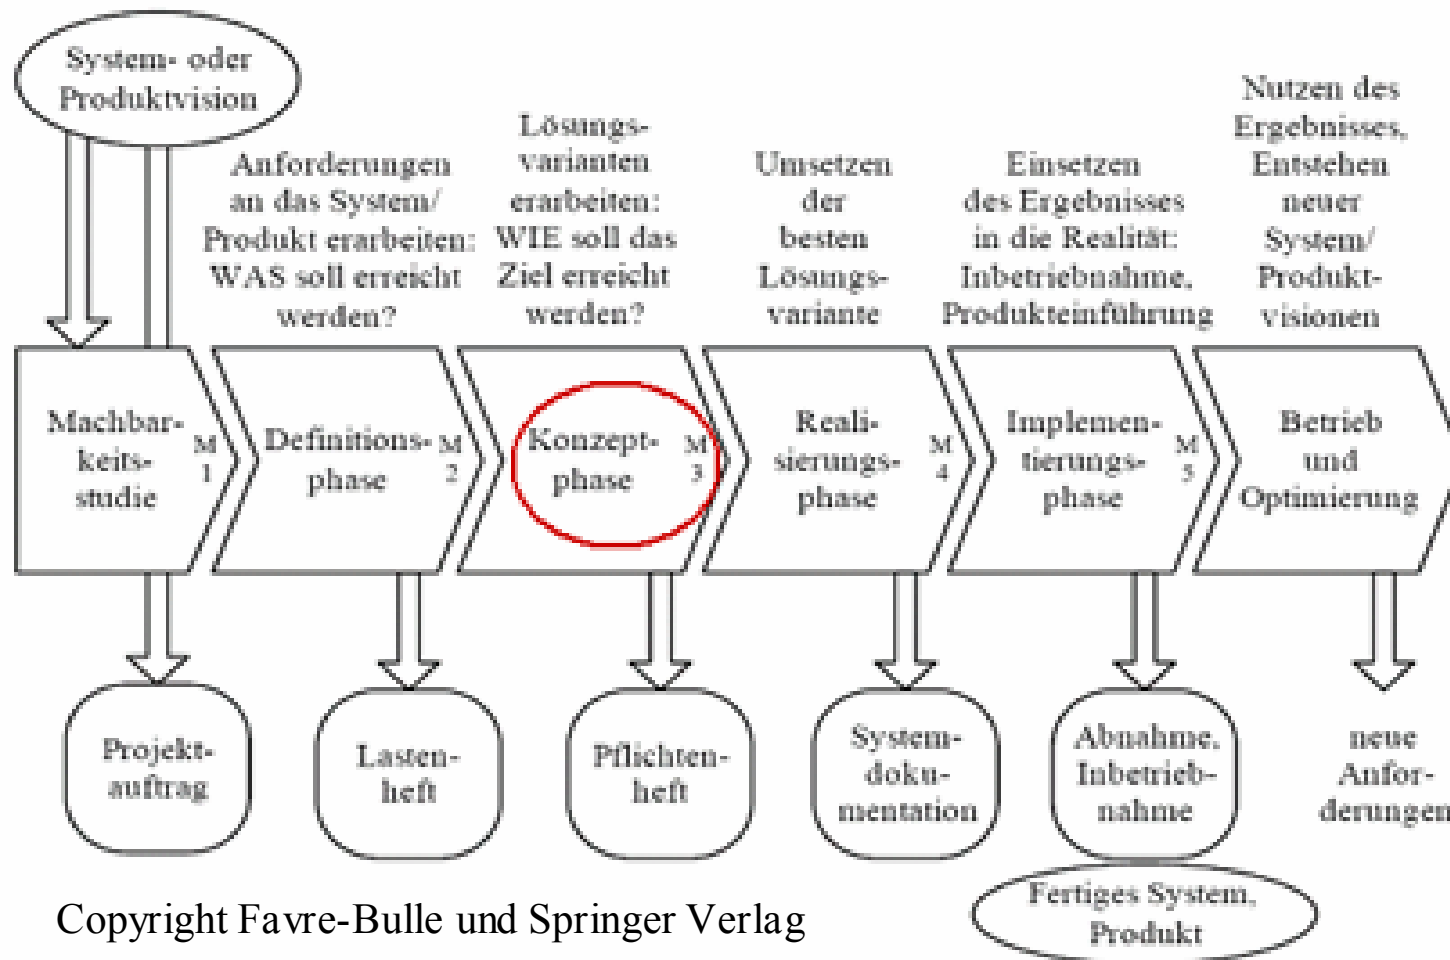 System- oder
Produktvision
Anforderungen
an das System/
Produkt erarbeiten:
WAS soll erreicht
werden?
Lösungs-
varianten
erarbeiten:
WIE soll das
Ziel erreicht
werden?
Umsetzen
der
besten
Lösungs-
variante
Einsetzen
des Ergebnisses
in die Realität:
Inbetriebnahme,
Produkteinführung
Nutzen des
Ergebnisses,
Entstehen
neuer
System/
Produkt-
visionen
Machbar-
keits-
studie
M
1
Definitions-
phase
M
2
Konzept-
phase
M
3
Reali-
sierungs-
phase
M
4
Implemen-
tierungs-
phase
M
5
Betrieb
und
Optimierung
Projekt-
auftrag
Lasten-
heft
Pflichten-
heft
System-
doku-
mentation
Abnahme,
Inbetrieb-
nahme
neue
Anfor-
derungen
Fertiges System,
Produkt
Copyright Favre-Bulle und Springer Verlag